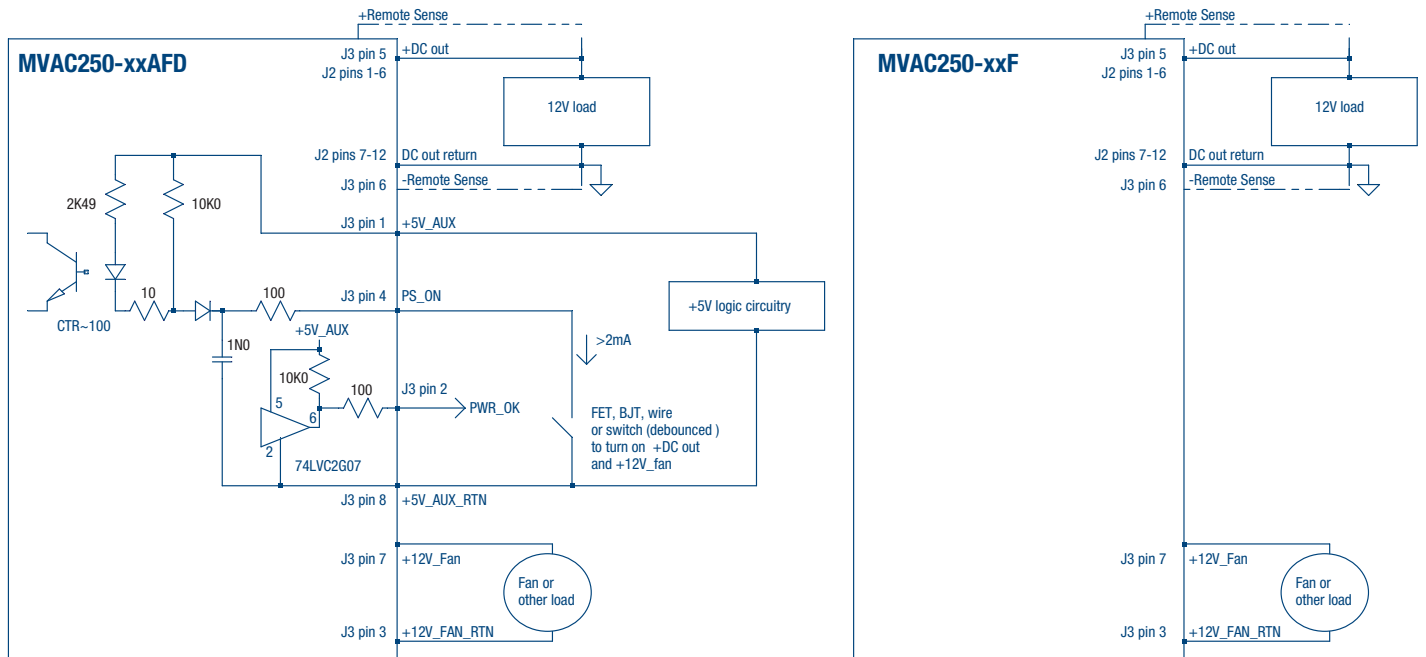 +Remote Sense
MVAC250-xxAFD
J3 pin 5
+DC out
J2 pins 1-6
12V load
J2 pins 7-12
DC out return
J3 pin 6
-Remote Sense
2K49
10K0
J3 pin 1
+5V_AUX
10
100
J3 pin 4
PS_ON
+5V logic circuitry
CTR~100
1N0
+5V_AUX
>2mA
10K0
100
J3 pin 2
5
6
PWR_OK
2
74LVC2G07
FET, BJT, wire
or switch (debounced )
to turn on +DC out
and +12V_fan
J3 pin 8
+5V_AUX_RTN
J3 pin 7
+12V_Fan
Fan or
other load
J3 pin 3
+12V_FAN_RTN
+Remote Sense
MVAC250-xxF
J3 pin 5
+DC out
J2 pins 1-6
12V load
J2 pins 7-12
DC out return
J3 pin 6
-Remote Sense
J3 pin 7
+12V_Fan
Fan or
other load
J3 pin 3
+12V_FAN_RTN